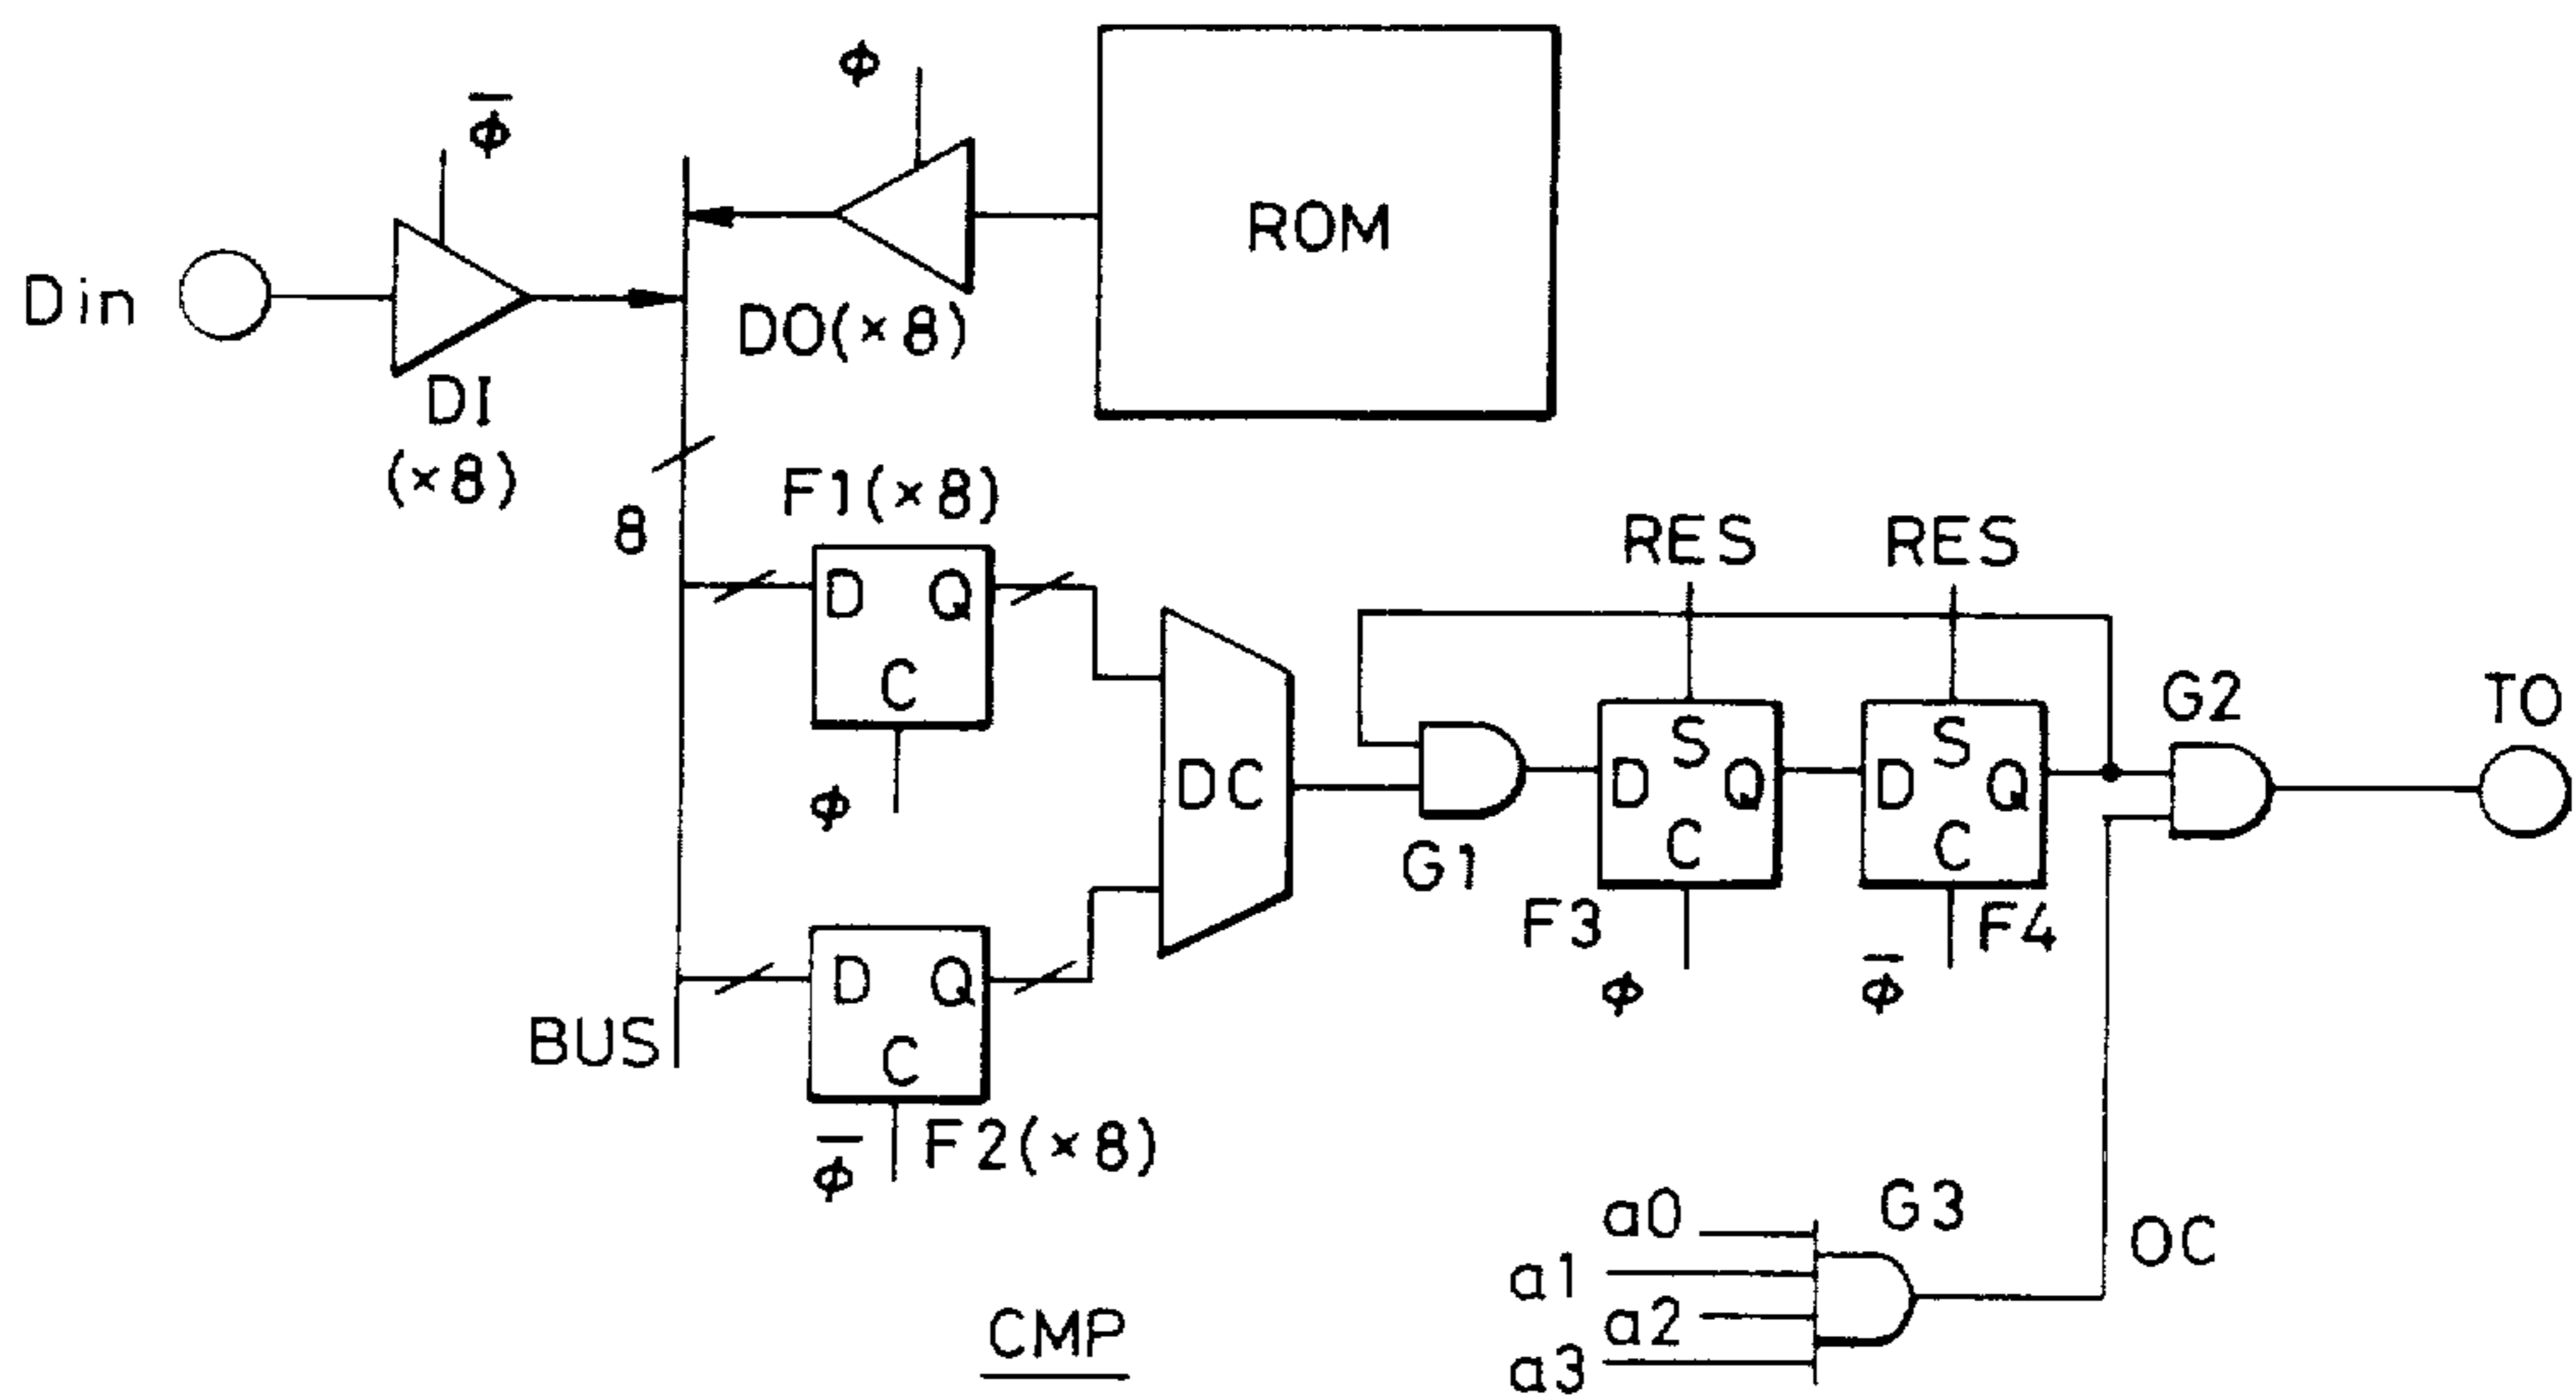 ϕ
ϕ̅
ROM
Din
DO(×8)
DI
(×8)
F1(×8)
8
RES RES
D Q
C
ϕ
G2
TO
DC
S
D Q
C
S
D Q
C
G1
F3
F4
ϕ
ϕ̅
D Q
C
BUS
ϕ̅
F2(×8)
G3
a0
a1
a2
a3
OC
CMP